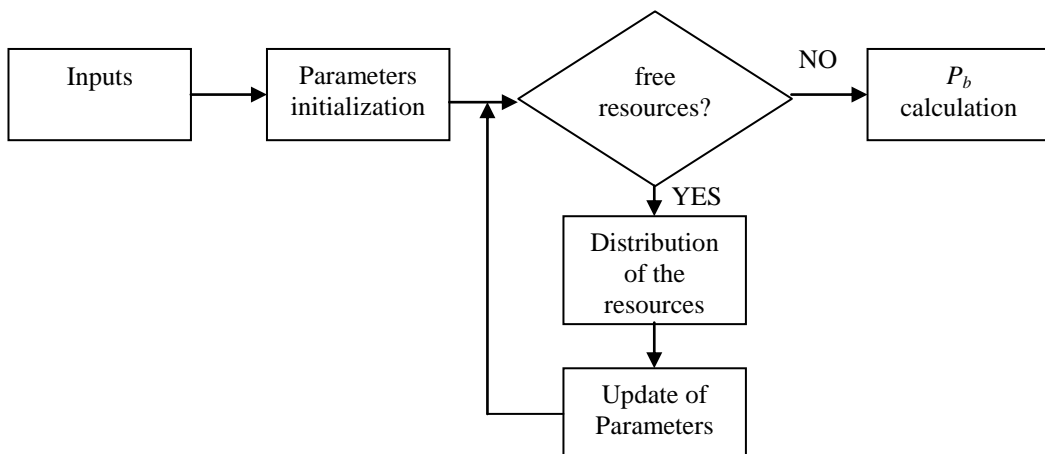 Inputs
Parameters
initialization
free
resources?
NO
P_b
calculation
YES
Distribution
of the
resources
Update of
Parameters